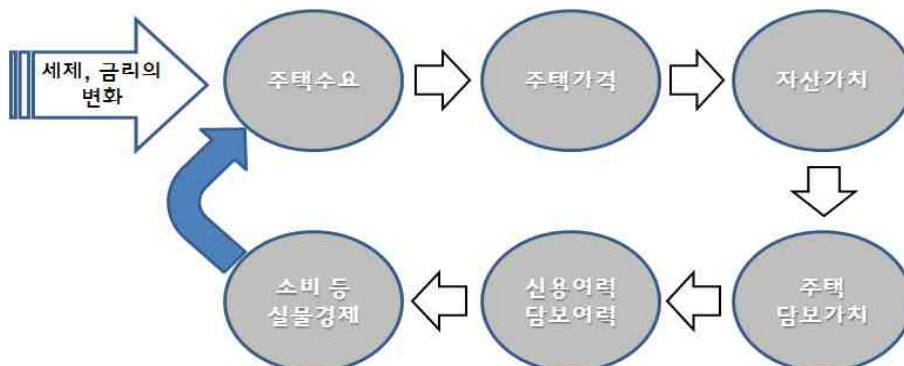 세제, 금리의
변화
주택수요
주택가격
자산가치
주택
담보가치
신용여력
담보여력
소비 등
실물경제